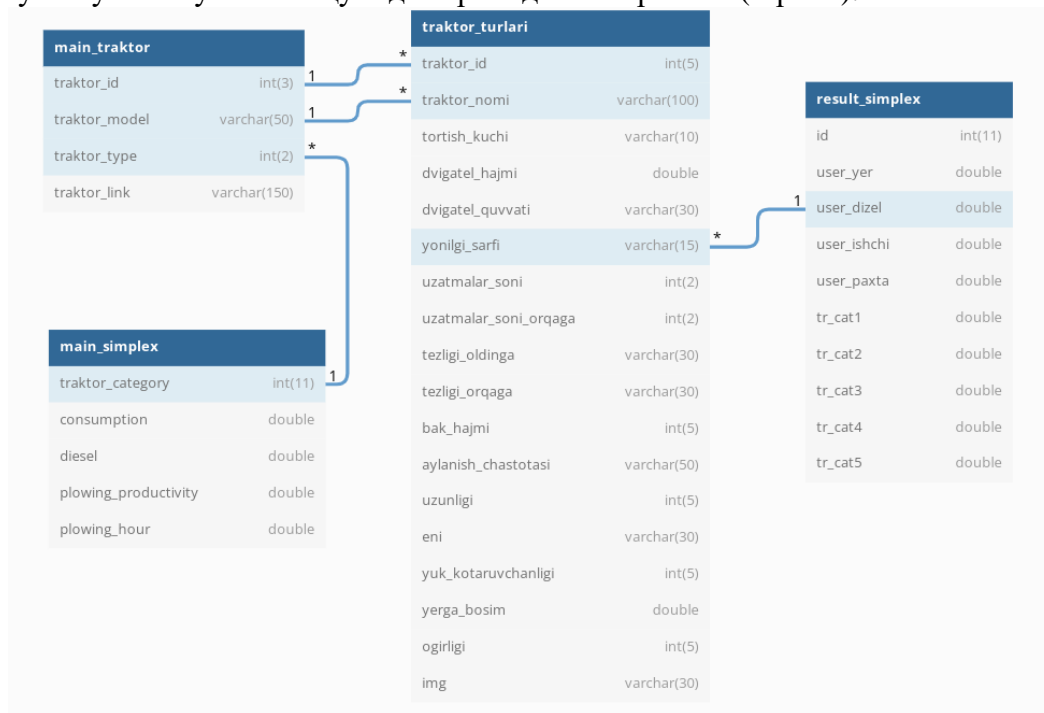 main_traktor
traktor_id int(3)
traktor_model varchar(50)
traktor_type int(2)
traktor_link varchar(150)
1
1
*
main_simplex
traktor_category int(11)
consumption double
diesel double
plowing_productivity double
plowing_hour double
1
*
*
traktor_turlari
traktor_id int(5)
traktor_nomi varchar(100)
tortish_kuchi varchar(10)
dvigatel_hajmi double
dvigatel_quvvati varchar(30)
yonilgi_sarfi varchar(15)
uzatmalar_soni int(2)
uzatmalar_soni_orqaga int(2)
tezligi_oldinga varchar(30)
tezligi_orqaga varchar(30)
bak_hajmi int(5)
aylanish_chastotasi varchar(50)
uzunligi int(5)
eni varchar(30)
yuk_kotaruvchanligi int(5)
yerga_bosim double
ogirligi int(5)
img varchar(30)
*
1
result_simplex
id int(11)
user_yer double
user_dizel double
user_ishchi double
user_paxta double
tr_cat1 double
tr_cat2 double
tr_cat3 double
tr_cat4 double
tr_cat5 double